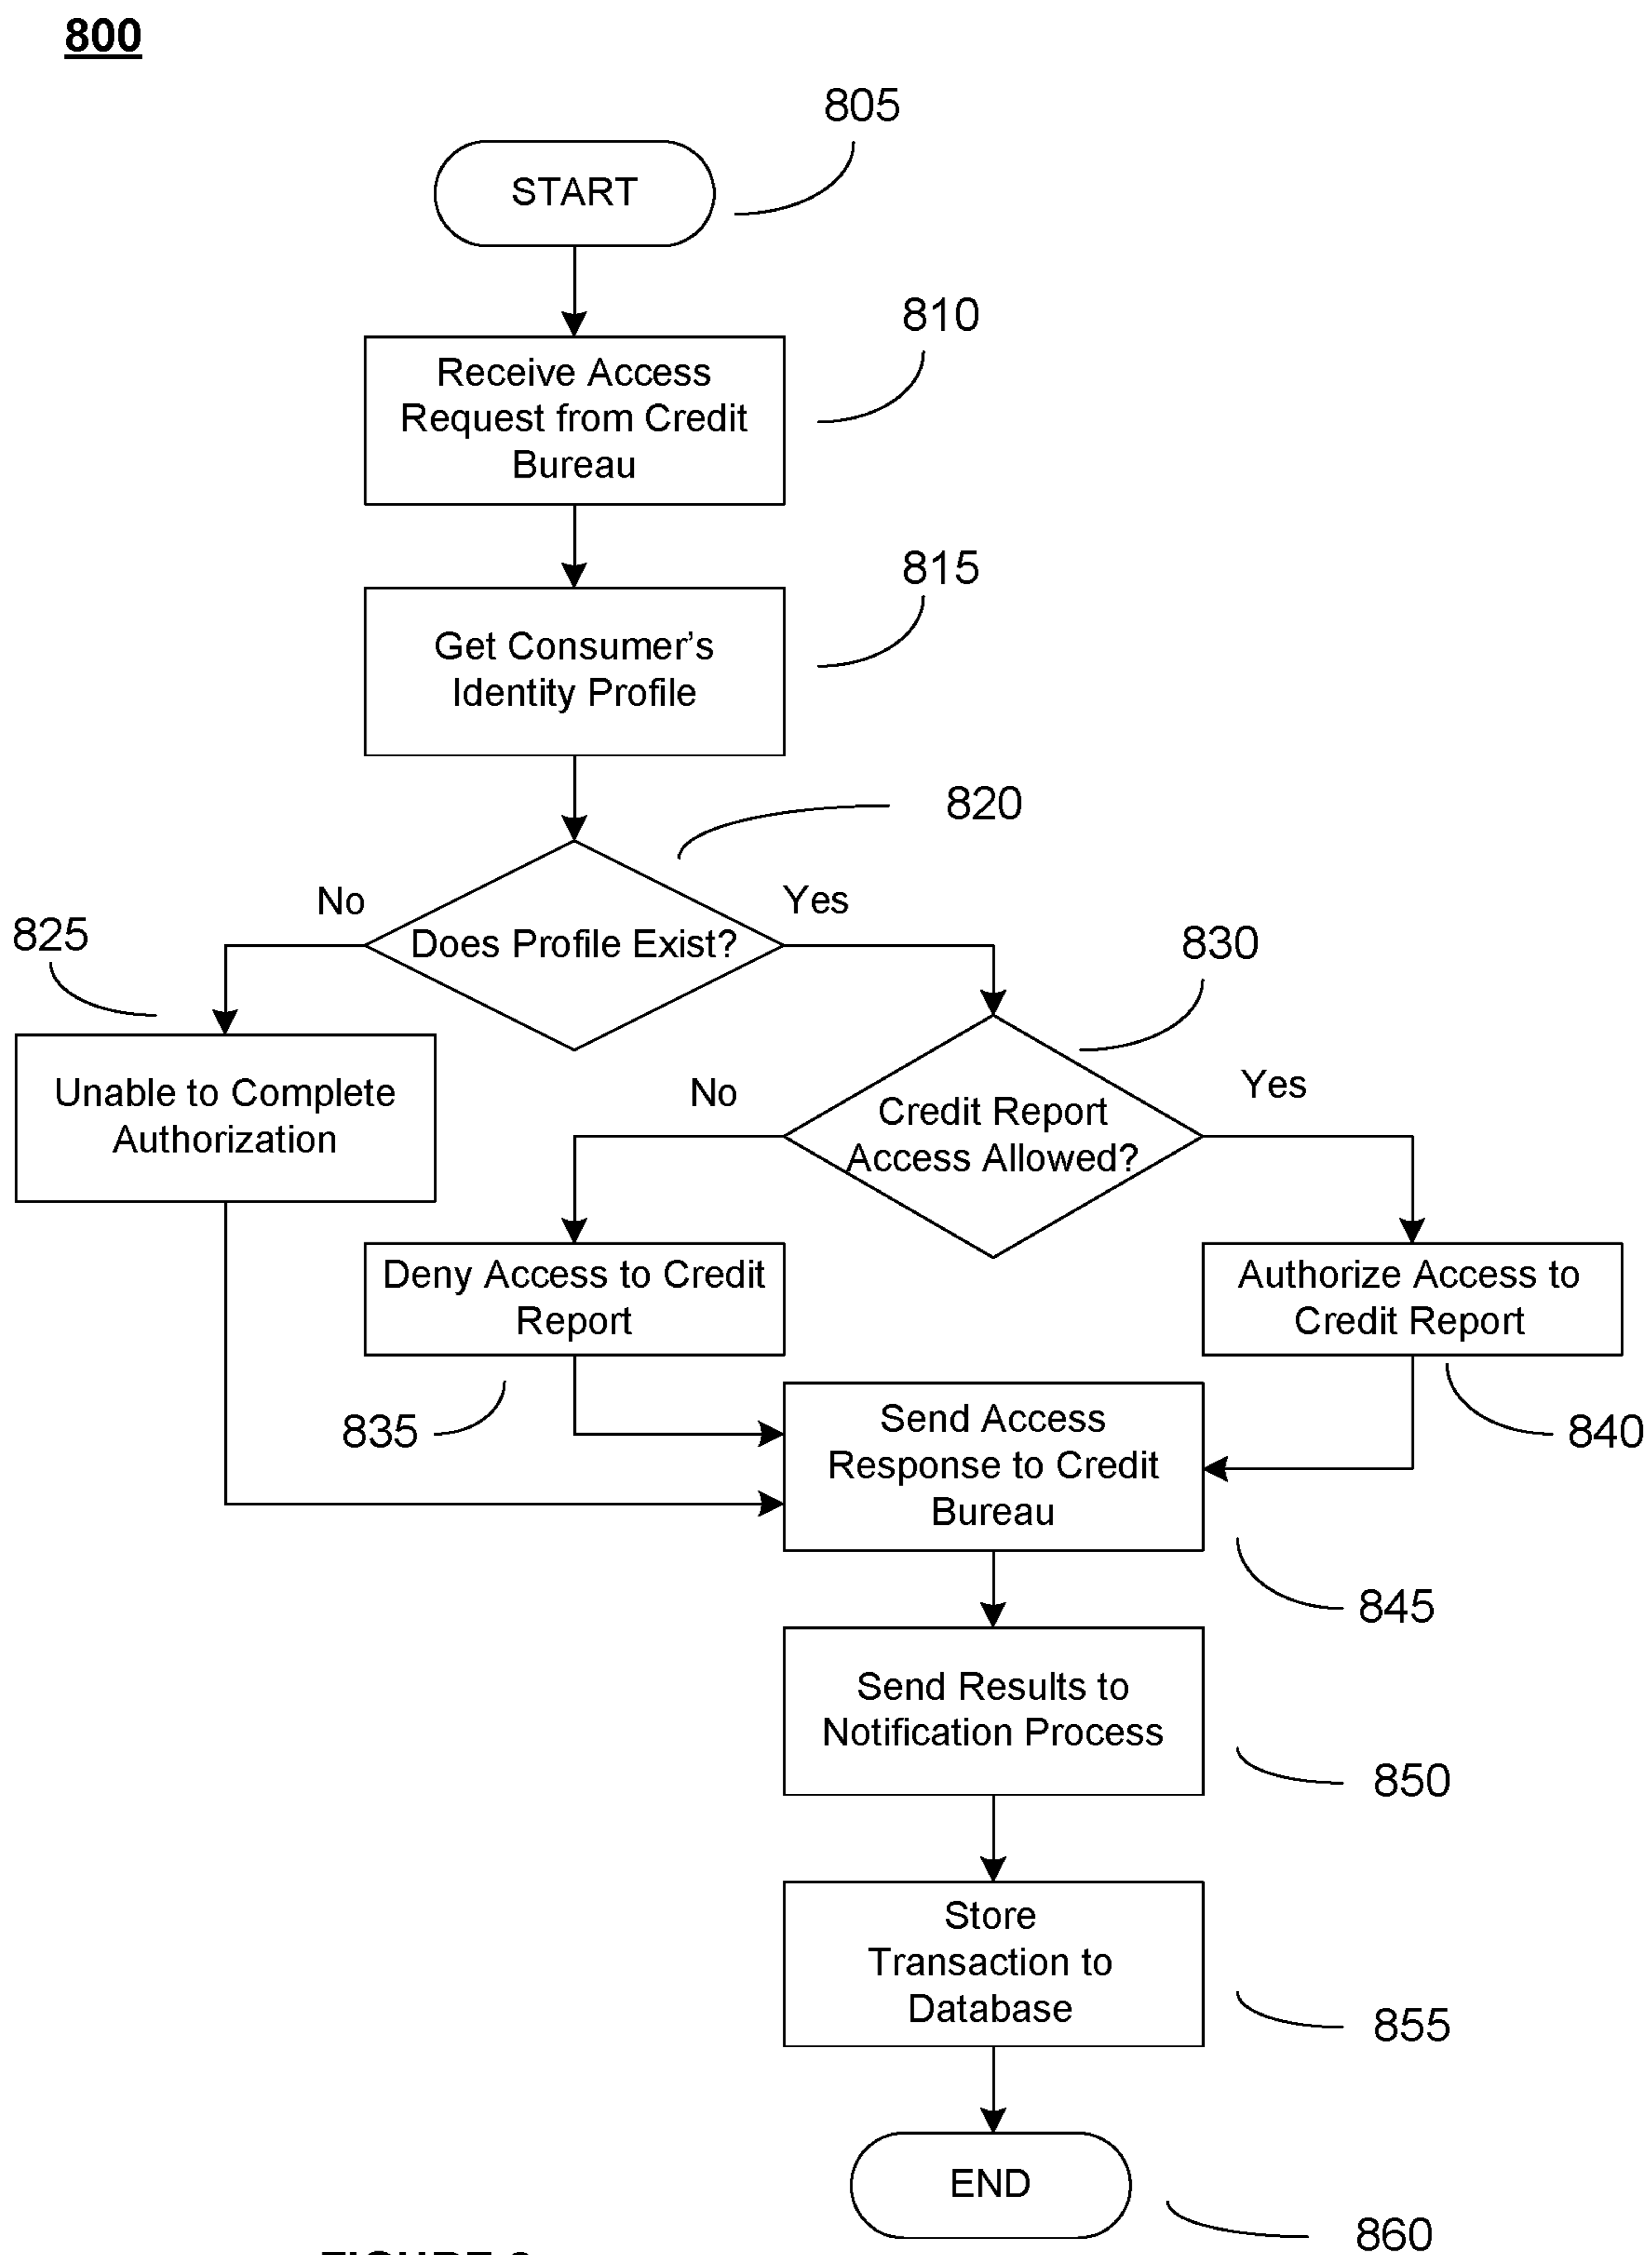 800
805
START
810
Receive Access
Request from Credit
Bureau
815
Get Consumer's
Identity Profile
820
No
Yes
Does Profile Exist?
825
830
Unable to Complete
Authorization
No
Yes
Credit Report
Access Allowed?
Deny Access to Credit
Report
Authorize Access to
Credit Report
835
840
Send Access
Response to Credit
Bureau
845
Send Results to
Notification Process
850
Store
Transaction to
Database
855
END
860